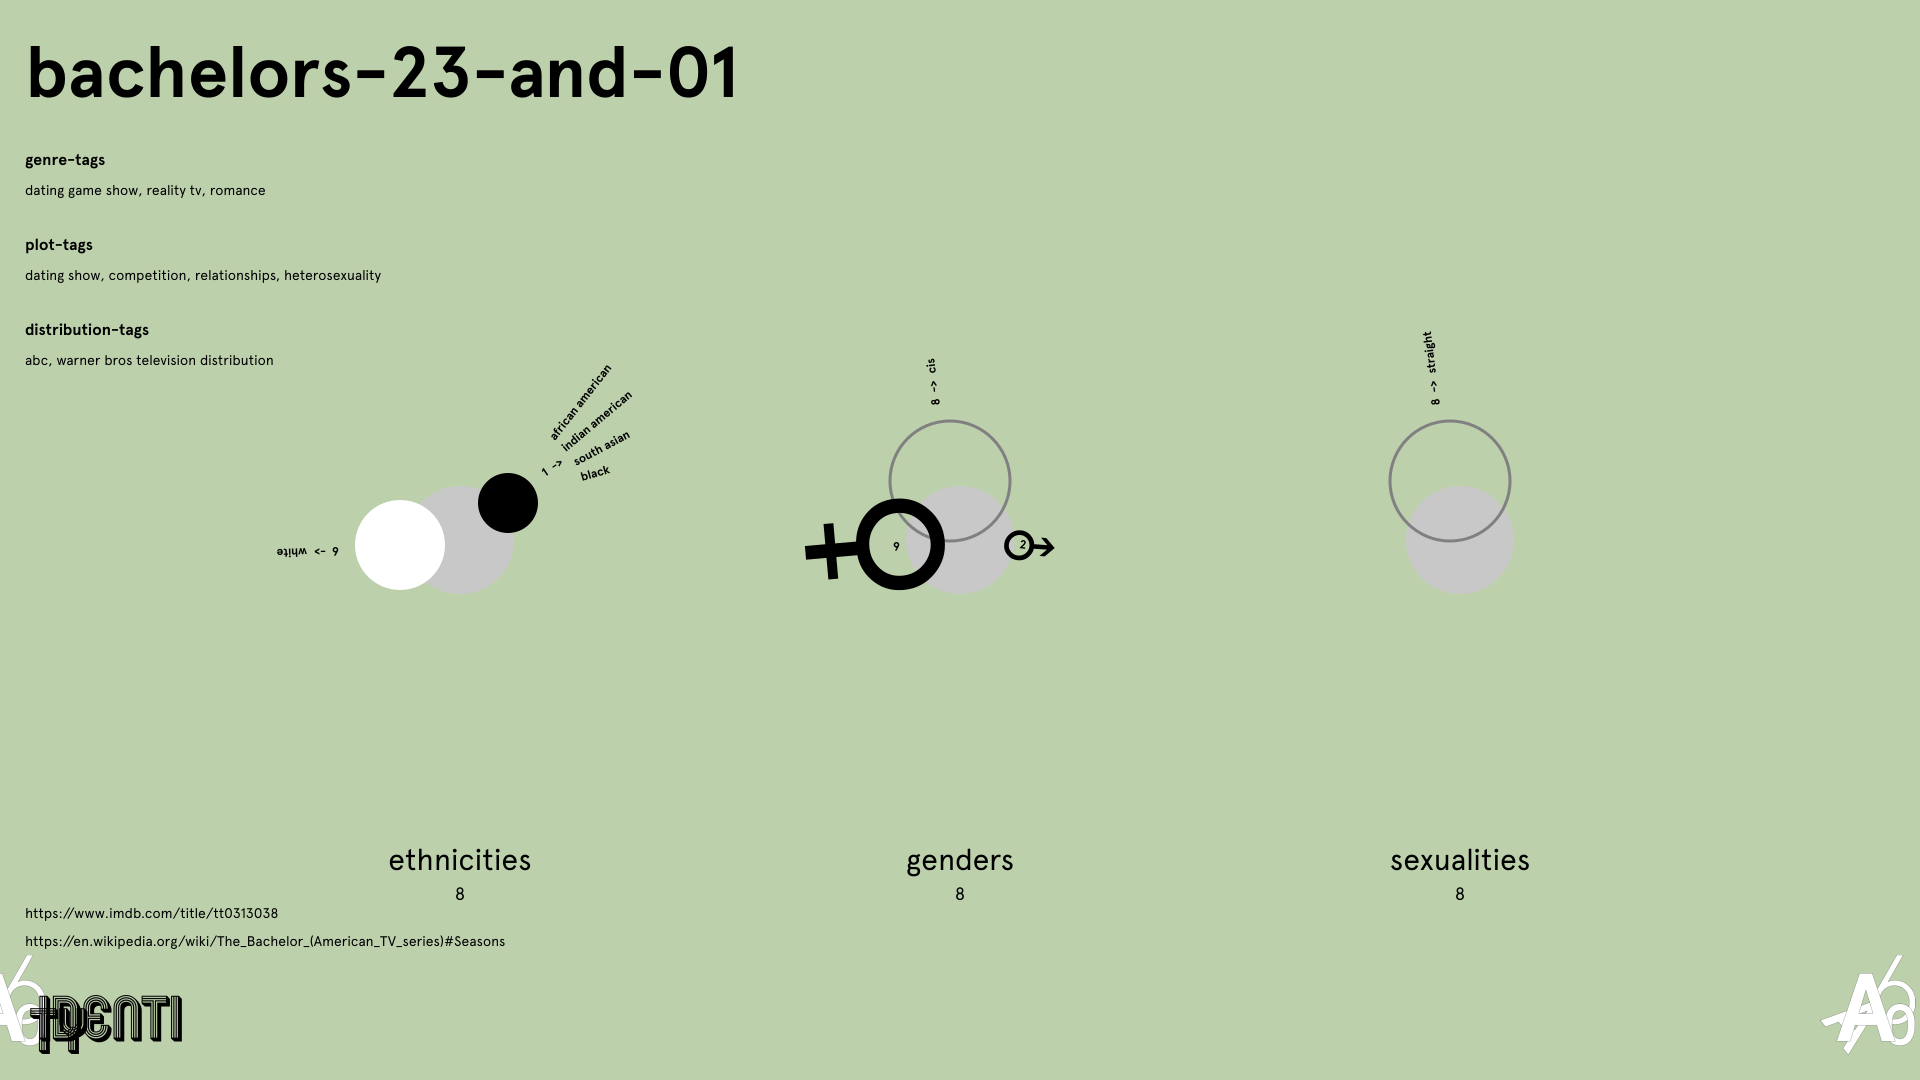 bachelors-23-and-01
genre-tags
dating game show, reality tv, romance
plot-tags
dating show, competition, relationships, heterosexuality
distribution-tags
abc, warner bros television distribution
6 -> white
1 ->
african american
indian american
south asian
black
8 -> cis
6
2
8 -> straight
ethnicities
8
genders
8
sexualities
8
https://www.imdb.com/title/tt0313038
https://en.wikipedia.org/wiki/The_Bachelor_(American_TV_series)#Seasons
IDENTI